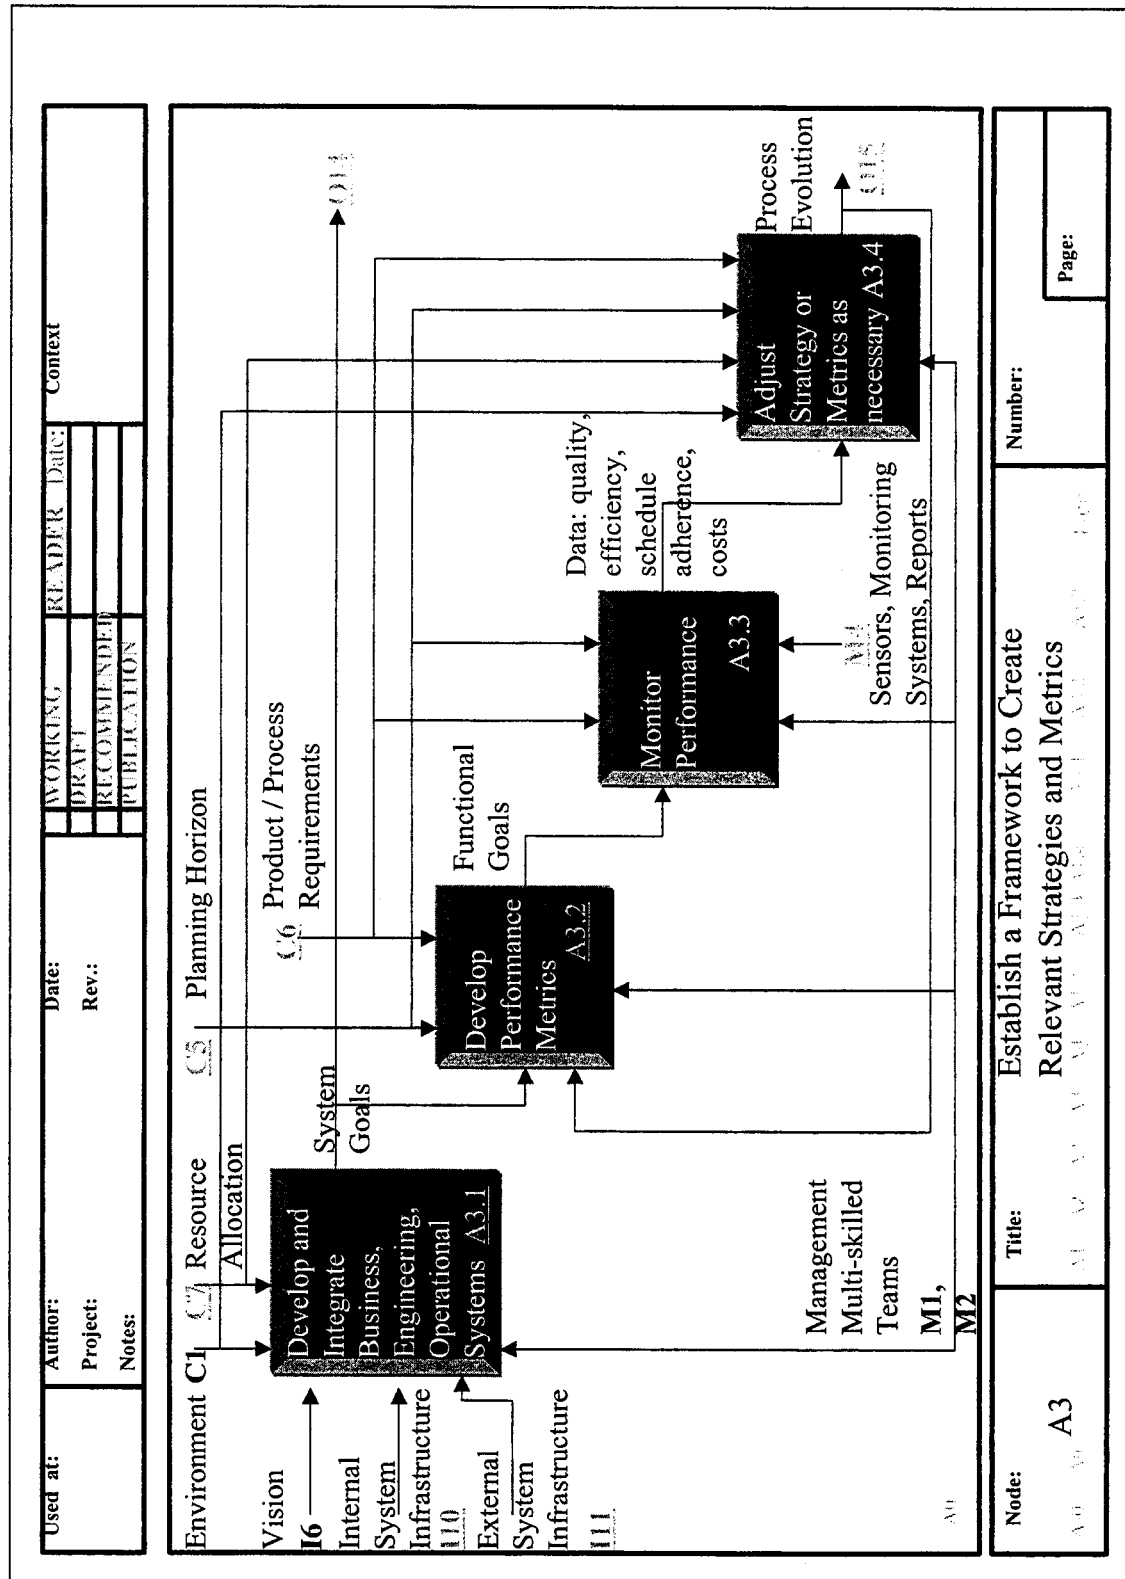 Used at:
Author:
Date:
Project:
Rev.:
Notes:
WORKING
DRAFT
RECOMMENDED
PUBLICATION
READER Date:
Context
Environment C1
C7 Resource
Allocation
C5 Planning Horizon
C6 Product / Process
Requirements
Vision
I6
Internal
System
Infrastructure
I10
External
System
Infrastructure
I11
Develop and
Integrate
Business,
Engineering,
Operational
Systems A3.1
System
Goals
O14
Develop
Performance
Metrics A3.2
Functional
Goals
Monitor
Performance
A3.3
Data: quality,
efficiency,
schedule
adherence,
costs
Adjust
Strategy or
Metrics as
necessary A3.4
Process
Evolution
O15
M4
Sensors, Monitoring
Systems, Reports
Management
Multi-skilled
Teams
M1,
M2
A0
Node:
A3
Title:
Establish a Framework to Create
Relevant Strategies and Metrics
Number:
Page: